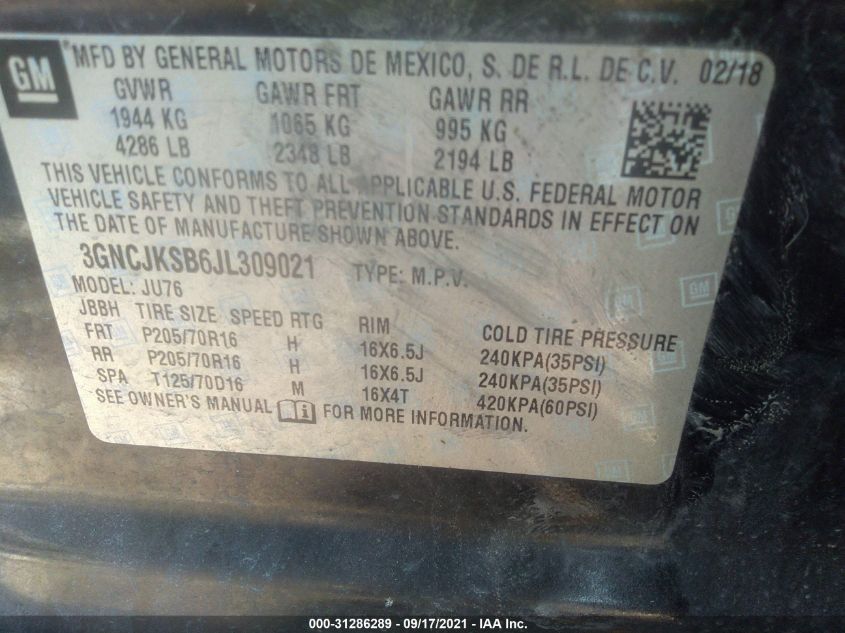 GM ® MFD BY GENERAL MOTORS DE MEXICO, S. DE R.L. DE C.V. 02/18
GVWR GAWR FRT GAWR RR
1944 KG 1065 KG 995 KG
4286 LB 2348 LB 2194 LB
THIS VEHICLE CONFORMS TO ALL APPLICABLE U.S. FEDERAL MOTOR
VEHICLE SAFETY AND THEFT PREVENTION STANDARDS IN EFFECT ON
THE DATE OF MANUFACTURE SHOWN ABOVE.
3GNCJKSB6JL309021 TYPE: M.P.V.
MODEL: JU76
JBBH TIRE SIZE SPEED RTG RIM COLD TIRE PRESSURE
FRT P205/70R16 H 16X6.5J 240KPA(35PSI)
RR P205/70R16 H 16X6.5J 240KPA(35PSI)
SPA T125/70D16 M 16X4T 420KPA(60PSI)
SEE OWNER'S MANUAL FOR MORE INFORMATION.
000-31286289 - 09/17/2021 - IAA Inc.